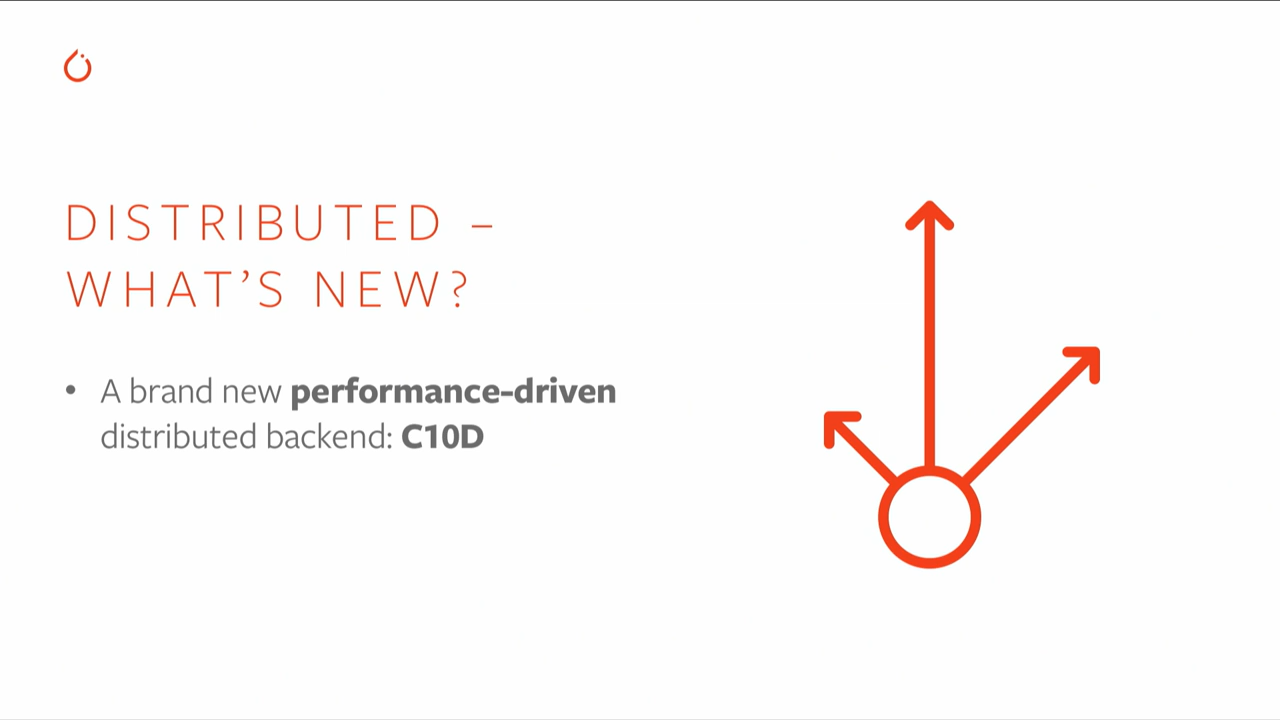 DISTRIBUTED –
WHAT’S NEW?
• A brand new performance-driven
distributed backend: C10D